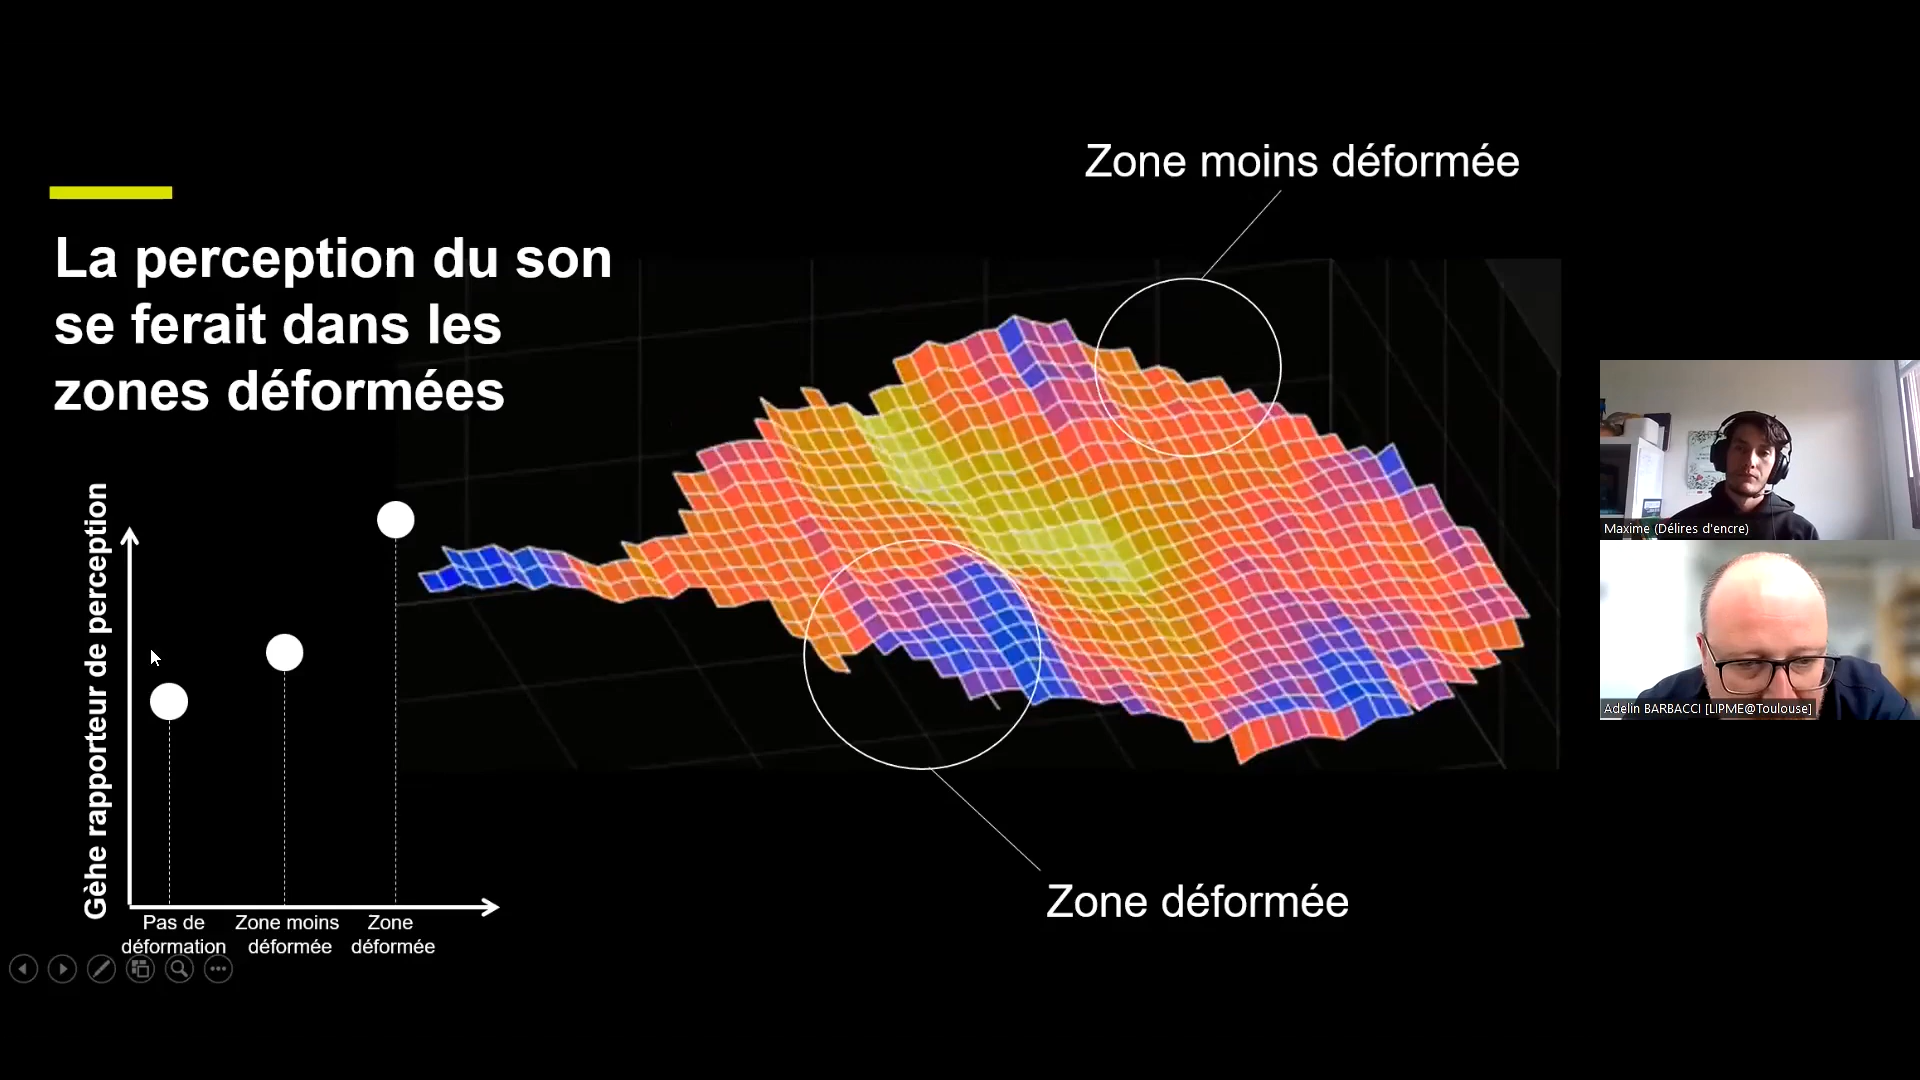 La perception du son
se ferait dans les
zones déformées
Zone moins déformée
Zone déformée
Gèhe rapporteur de perception
Pas de
déformation
Zone moins
déformée
Zone
déformée
Maxime (Délires d'encre)
Adelin BARBACCI [LIPME@Toulouse]